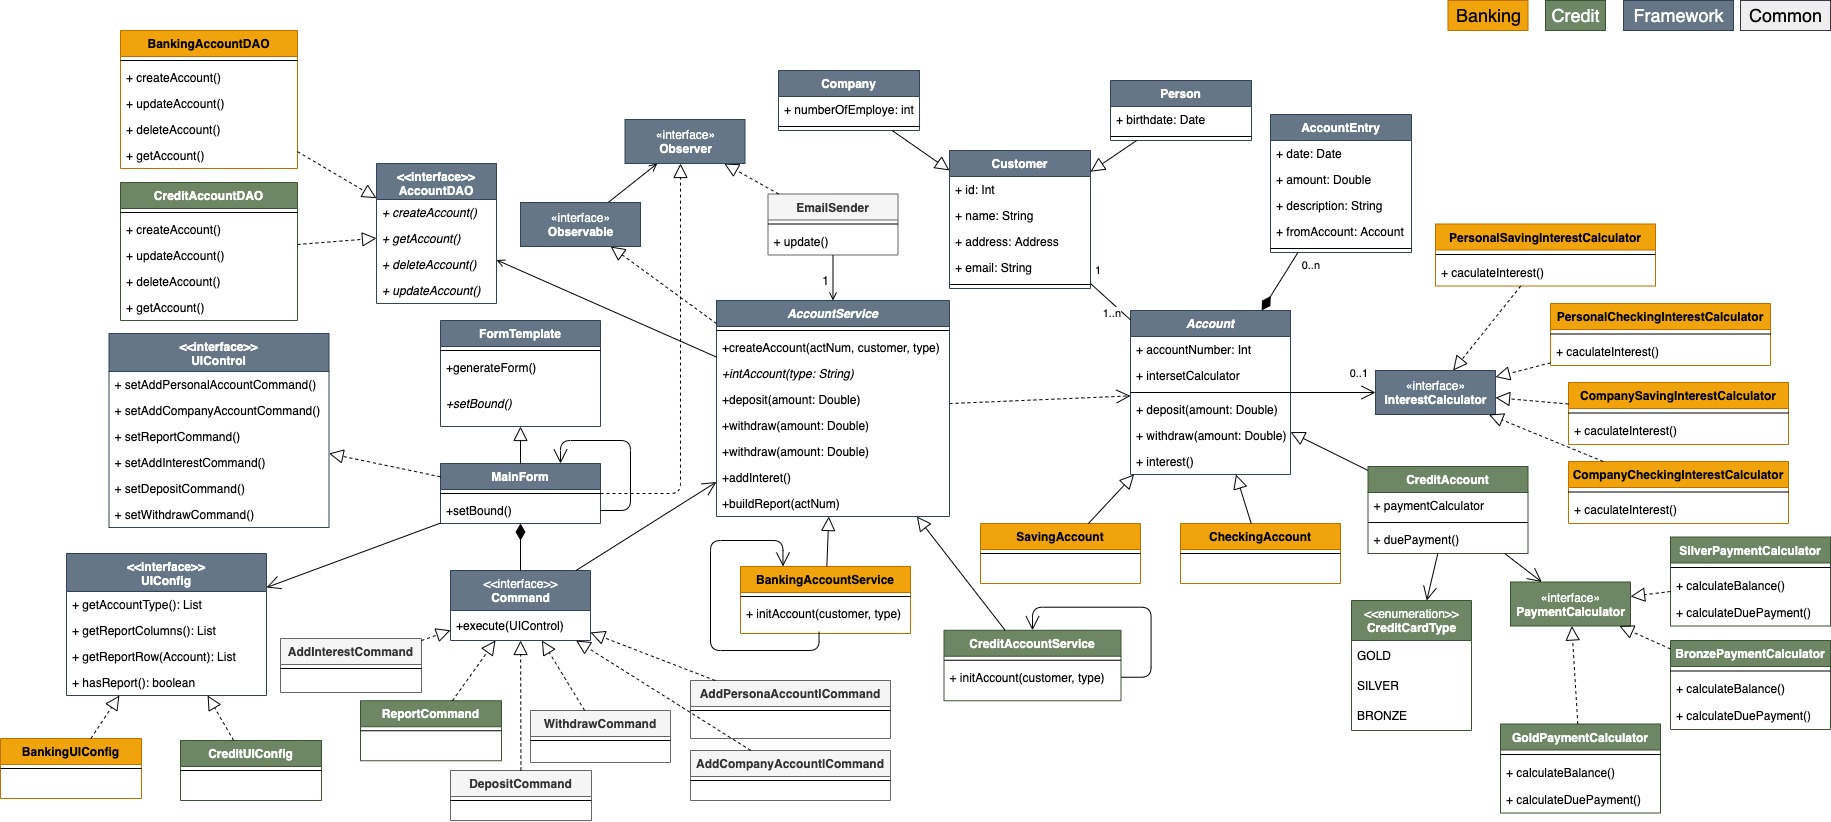 Banking
Credit
Framework
Common
BankingAccountDAO
+ createAccount()
+ updateAccount()
+ deleteAccount()
+ getAccount()
CreditAccountDAO
+ createAccount()
+ updateAccount()
+ deleteAccount()
+ getAccount()
<<interface>>
AccountDAO
+ createAccount()
+ getAccount()
+ deleteAccount()
+ updateAccount()
«interface»
Observer
«interface»
Observable
EmailSender
+ update()
1
Company
+ numberOfEmploye: int
Person
+ birthdate: Date
Customer
+ id: Int
+ name: String
+ address: Address
+ email: String
1
1..n
AccountEntry
+ date: Date
+ amount: Double
+ description: String
+ fromAccount: Account
0..n
PersonalSavingInterestCalculator
+ caculateInterest()
PersonalCheckingInterestCalculator
+ caculateInterest()
CompanySavingInterestCalculator
+ caculateInterest()
CompanyCheckingInterestCalculator
+ caculateInterest()
«interface»
InterestCalculator
0..1
<<interface>>
UIControl
+ setAddPersonalAccountCommand()
+ setAddCompanyAccountCommand()
+ setReportCommand()
+ setAddInterestCommand()
+ setDepositCommand()
+ setWithdrawCommand()
FormTemplate
+generateForm()
+setBound()
MainForm
+setBound()
AccountService
+createAccount(actNum, customer, type)
+intAccount(type: String)
+deposit(amount: Double)
+withdraw(amount: Double)
+withdraw(amount: Double)
+addInteret()
+buildReport(actNum)
Account
+ accountNumber: Int
+ intersetCalculator
+ deposit(amount: Double)
+ withdraw(amount: Double)
+ interest()
SavingAccount
CheckingAccount
CreditAccount
+ paymentCalculator
+ duePayment()
<<interface>>
UIConfig
+ getAccountType(): List
+ getReportColumns(): List
+ getReportRow(Account): List
+ hasReport(): boolean
BankingUIConfig
CreditUIConfig
«interface»
Command
+execute(UIControl)
AddInterestCommand
ReportCommand
DepositCommand
WithdrawCommand
AddPersonaAccountlCommand
AddCompanyAccountlCommand
BankingAccountService
+ initAccount(customer, type)
CreditAccountService
+ initAccount(customer, type)
<<enumeration>>
CreditCardType
GOLD
SILVER
BRONZE
«interface»
PaymentCalculator
SilverPaymentCalculator
+ calculateBalance()
+ calculateDuePayment()
BronzePaymentCalculator
+ calculateBalance()
+ calculateDuePayment()
GoldPaymentCalculator
+ calculateBalance()
+ calculateDuePayment()